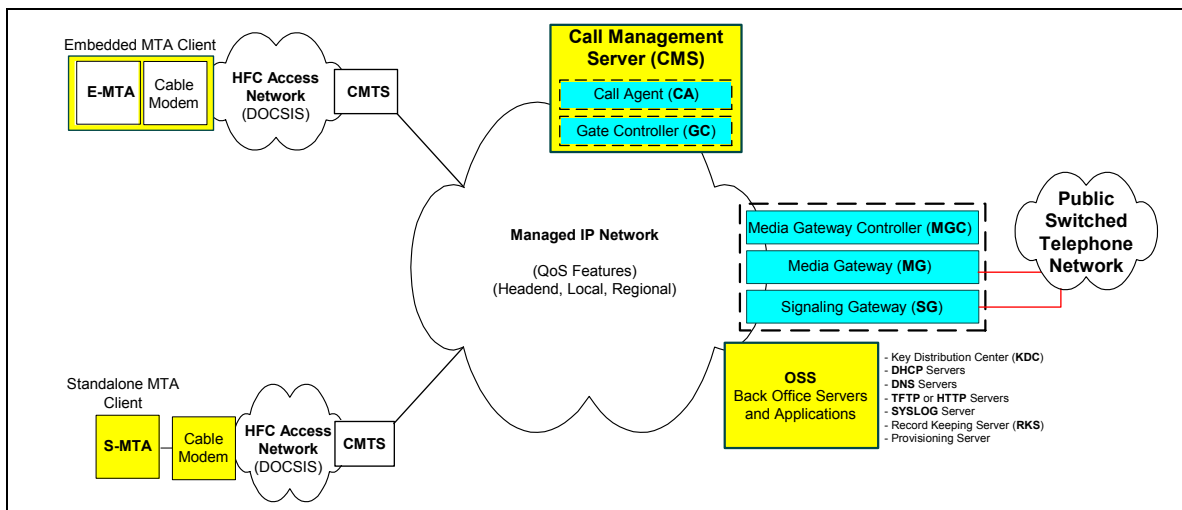 Embedded MTA Client
E-MTA
Cable
Modem
HFC Access
Network
(DOCSIS)
CMTS
Call Management
Server (CMS)
Call Agent (CA)
Gate Controller (GC)
Managed IP Network
(QoS Features)
(Headend, Local, Regional)
Media Gateway Controller (MGC)
Media Gateway (MG)
Signaling Gateway (SG)
Public
Switched
Telephone
Network
OSS
Back Office Servers
and Applications
- Key Distribution Center (KDC)
- DHCP Servers
- DNS Servers
- TFTP or HTTP Servers
- SYSLOG Server
- Record Keeping Server (RKS)
- Provisioning Server
Standalone MTA
Client
S-MTA
Cable
Modem
HFC Access
Network
(DOCSIS)
CMTS